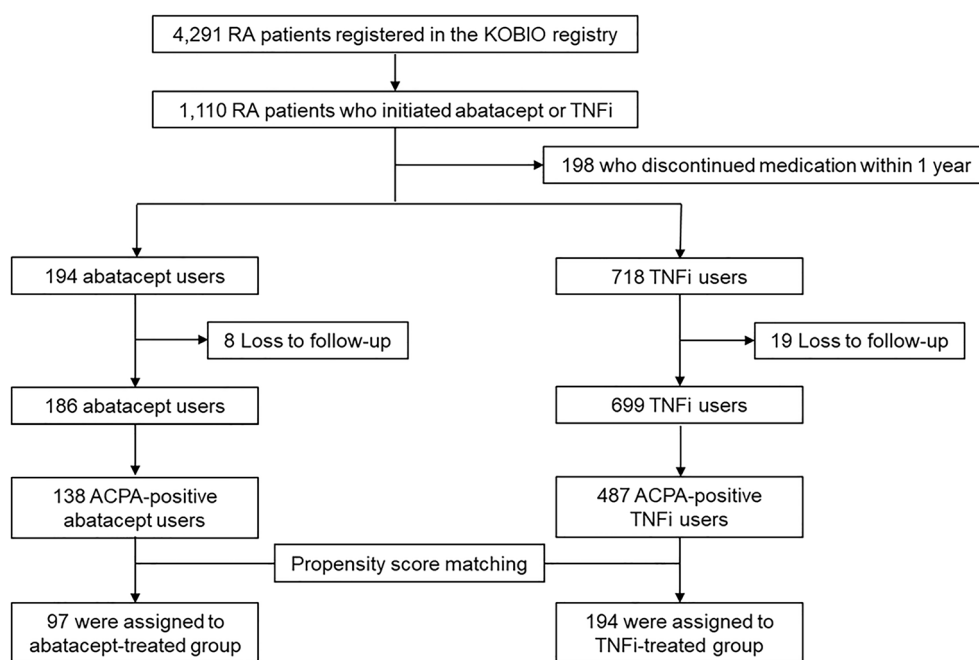 4,291 RA patients registered in the KOBIO registry
1,110 RA patients who initiated abatacept or TNFi
198 who discontinued medication within 1 year
194 abatacept users
718 TNFi users
8 Loss to follow-up
19 Loss to follow-up
186 abatacept users
699 TNFi users
138 ACPA-positive
abatacept users
487 ACPA-positive
TNFi users
Propensity score matching
97 were assigned to
abatacept-treated group
194 were assigned to
TNFi-treated group